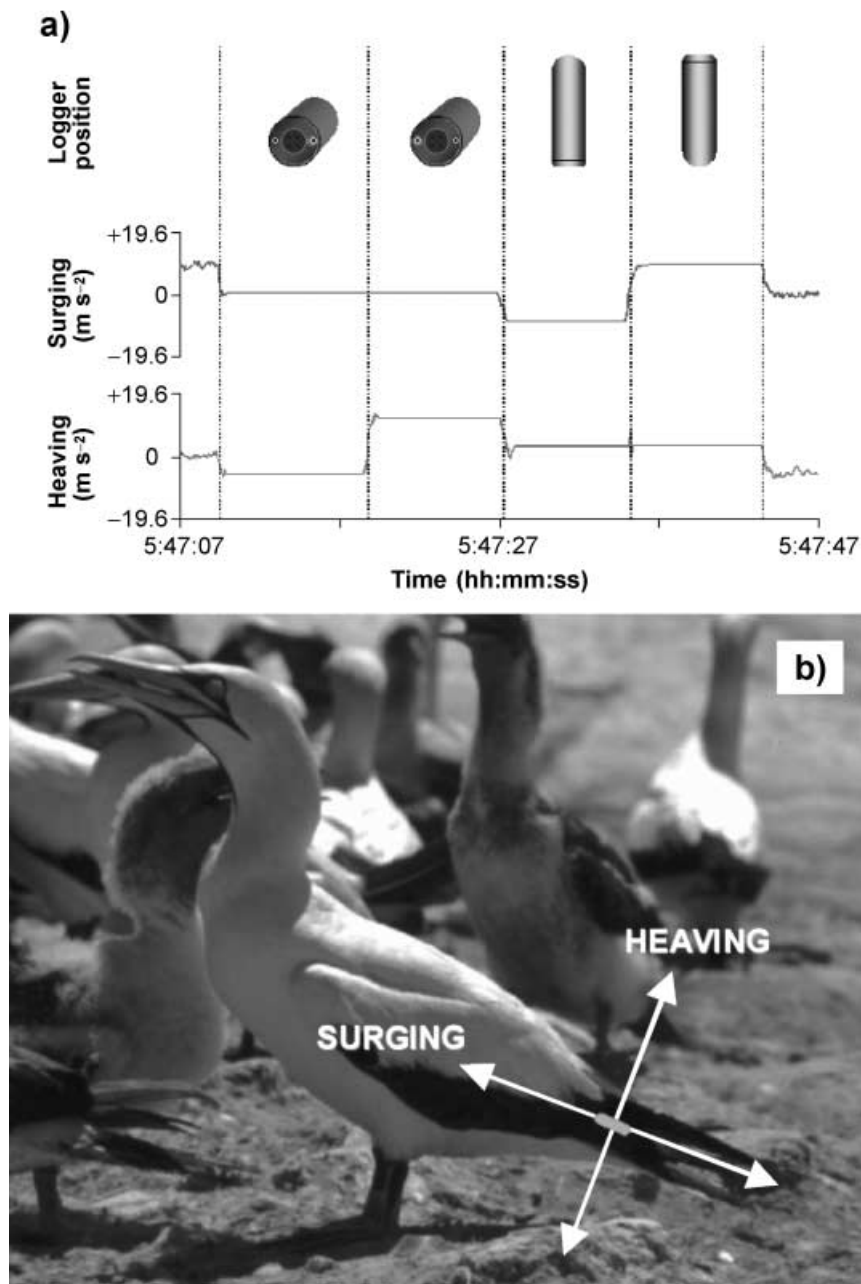 a)
Logger
position
+19.6
0
−19.6
Surging
(m s⁻²)
+19.6
0
−19.6
Heaving
(m s⁻²)
5:47:07 5:47:27 5:47:47
Time (hh:mm:ss)
b)
HEAVING
SURGING